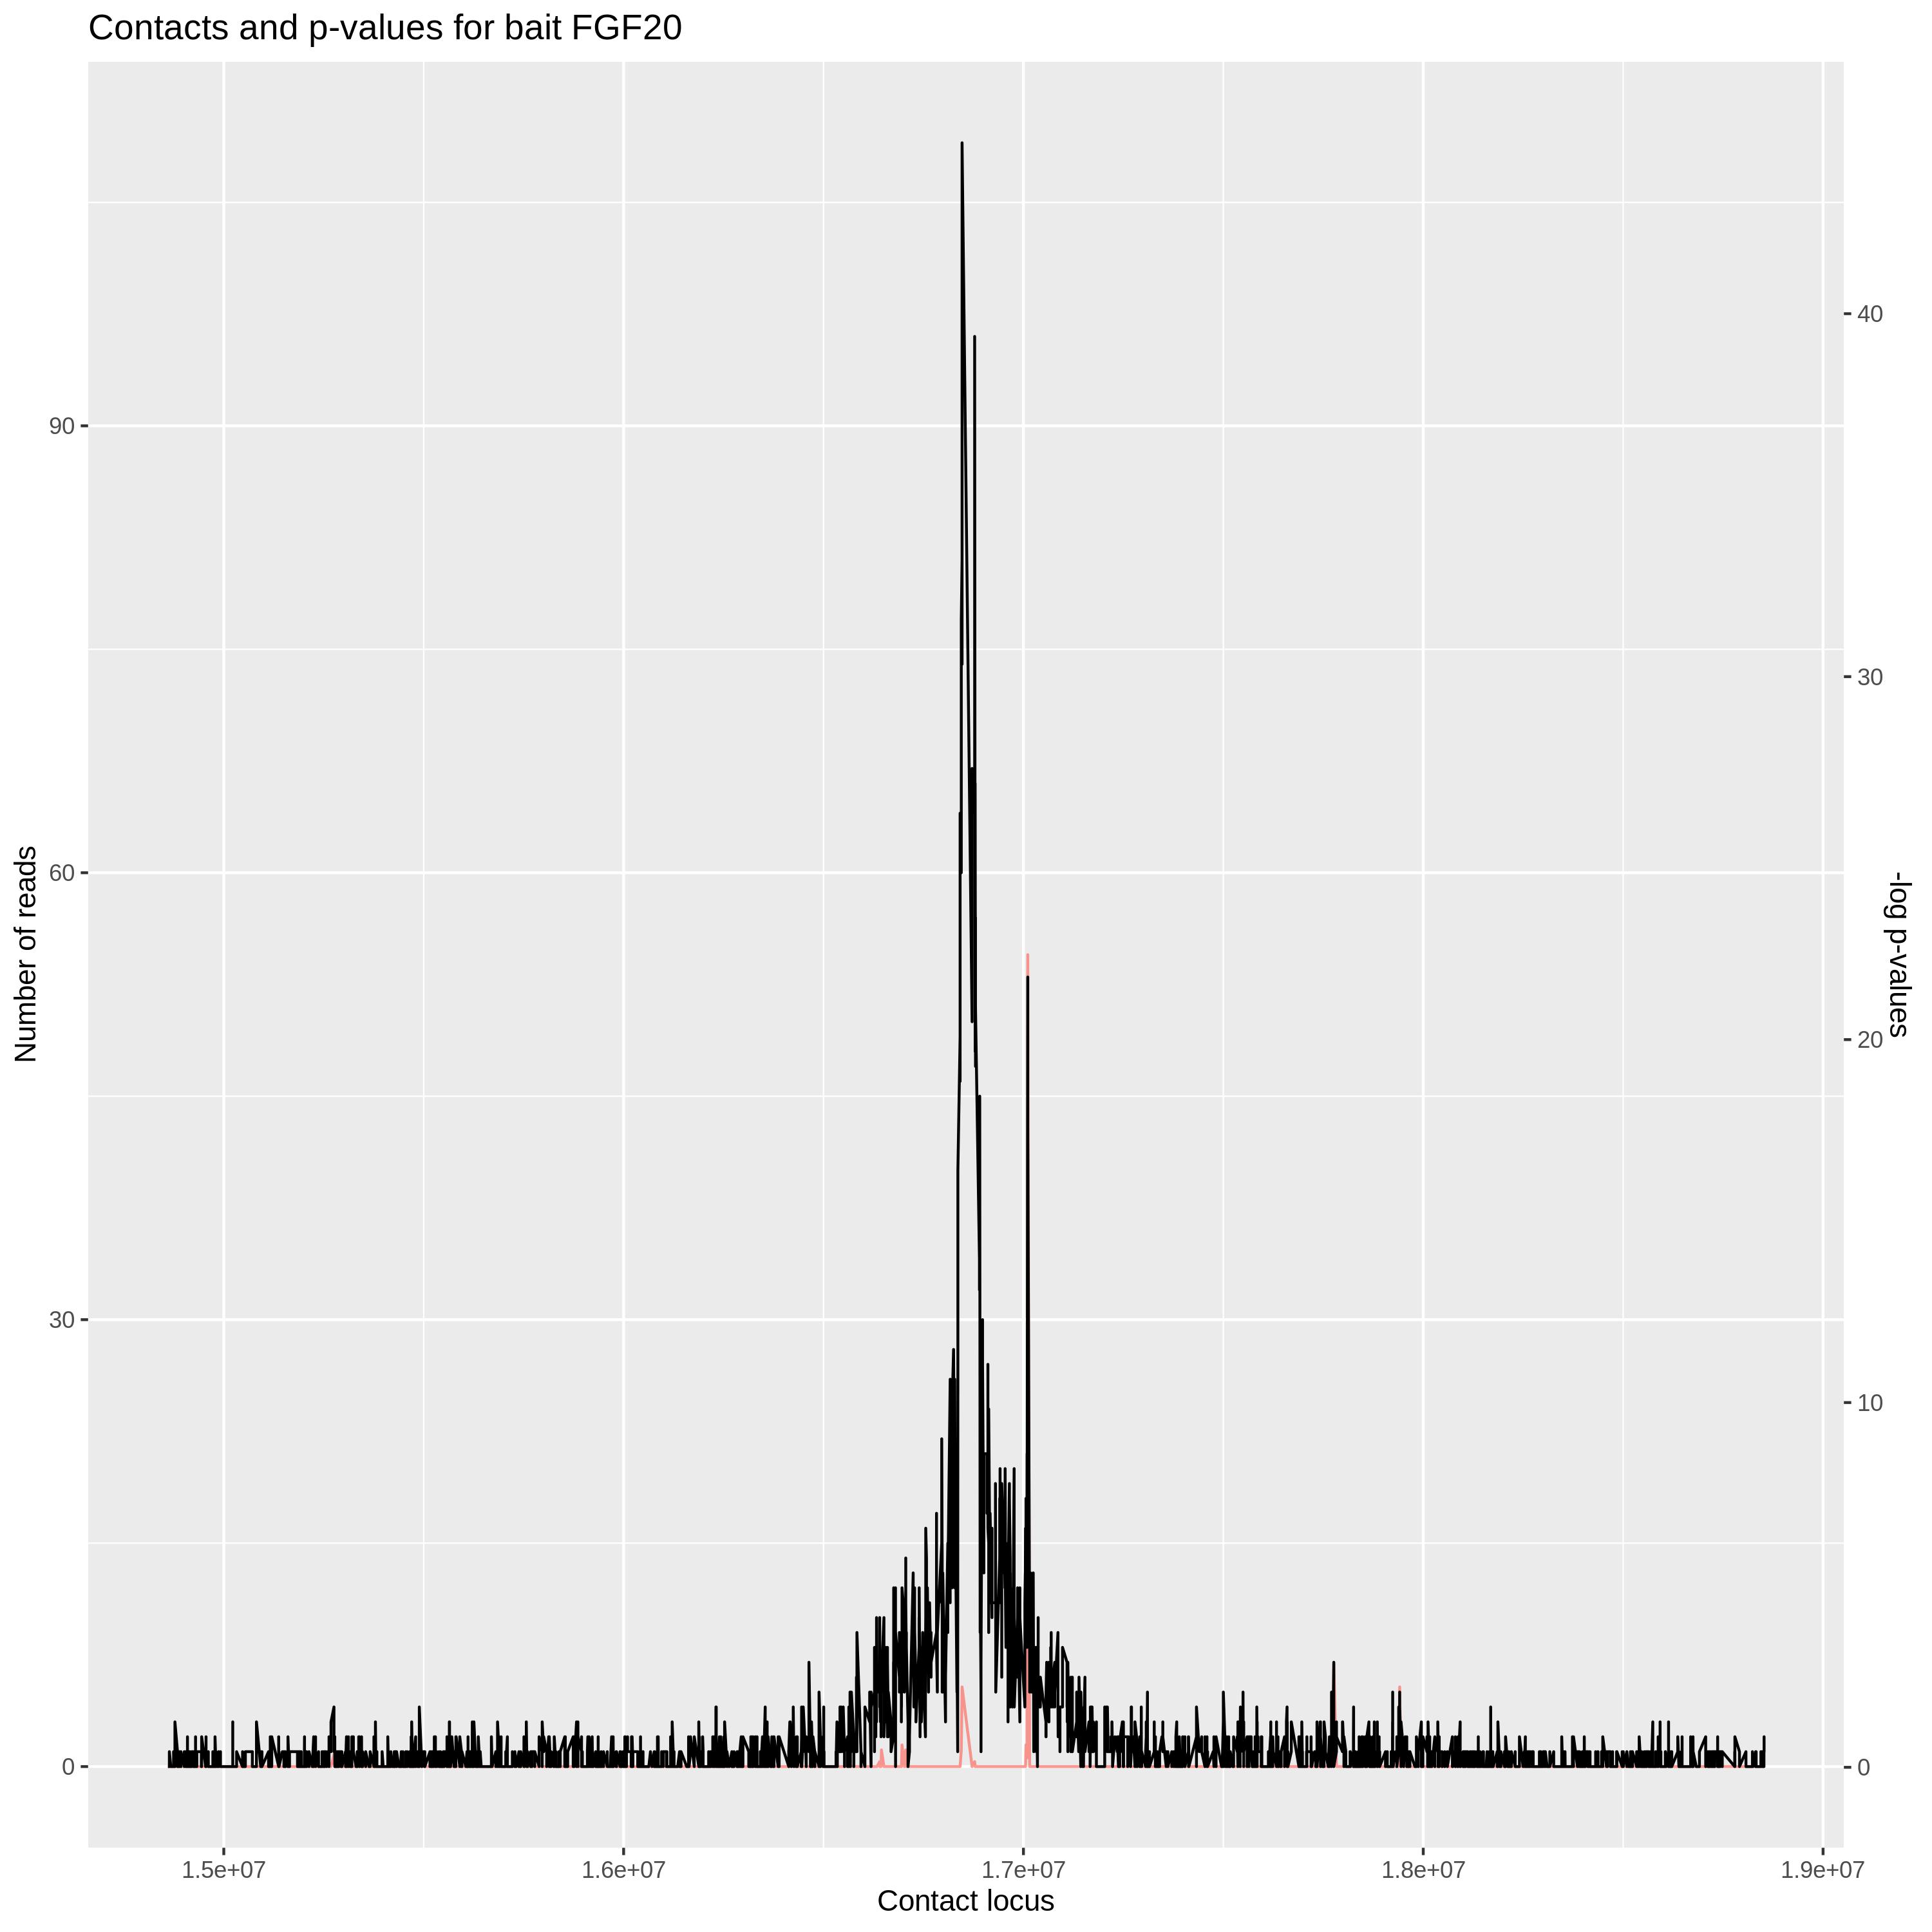 Contacts and p-values for bait FGF20
Number of reads
90
60
30
0
40
30
20
10
0
-log p-values
1.5e+07
1.6e+07
1.7e+07
1.8e+07
1.9e+07
Contact locus